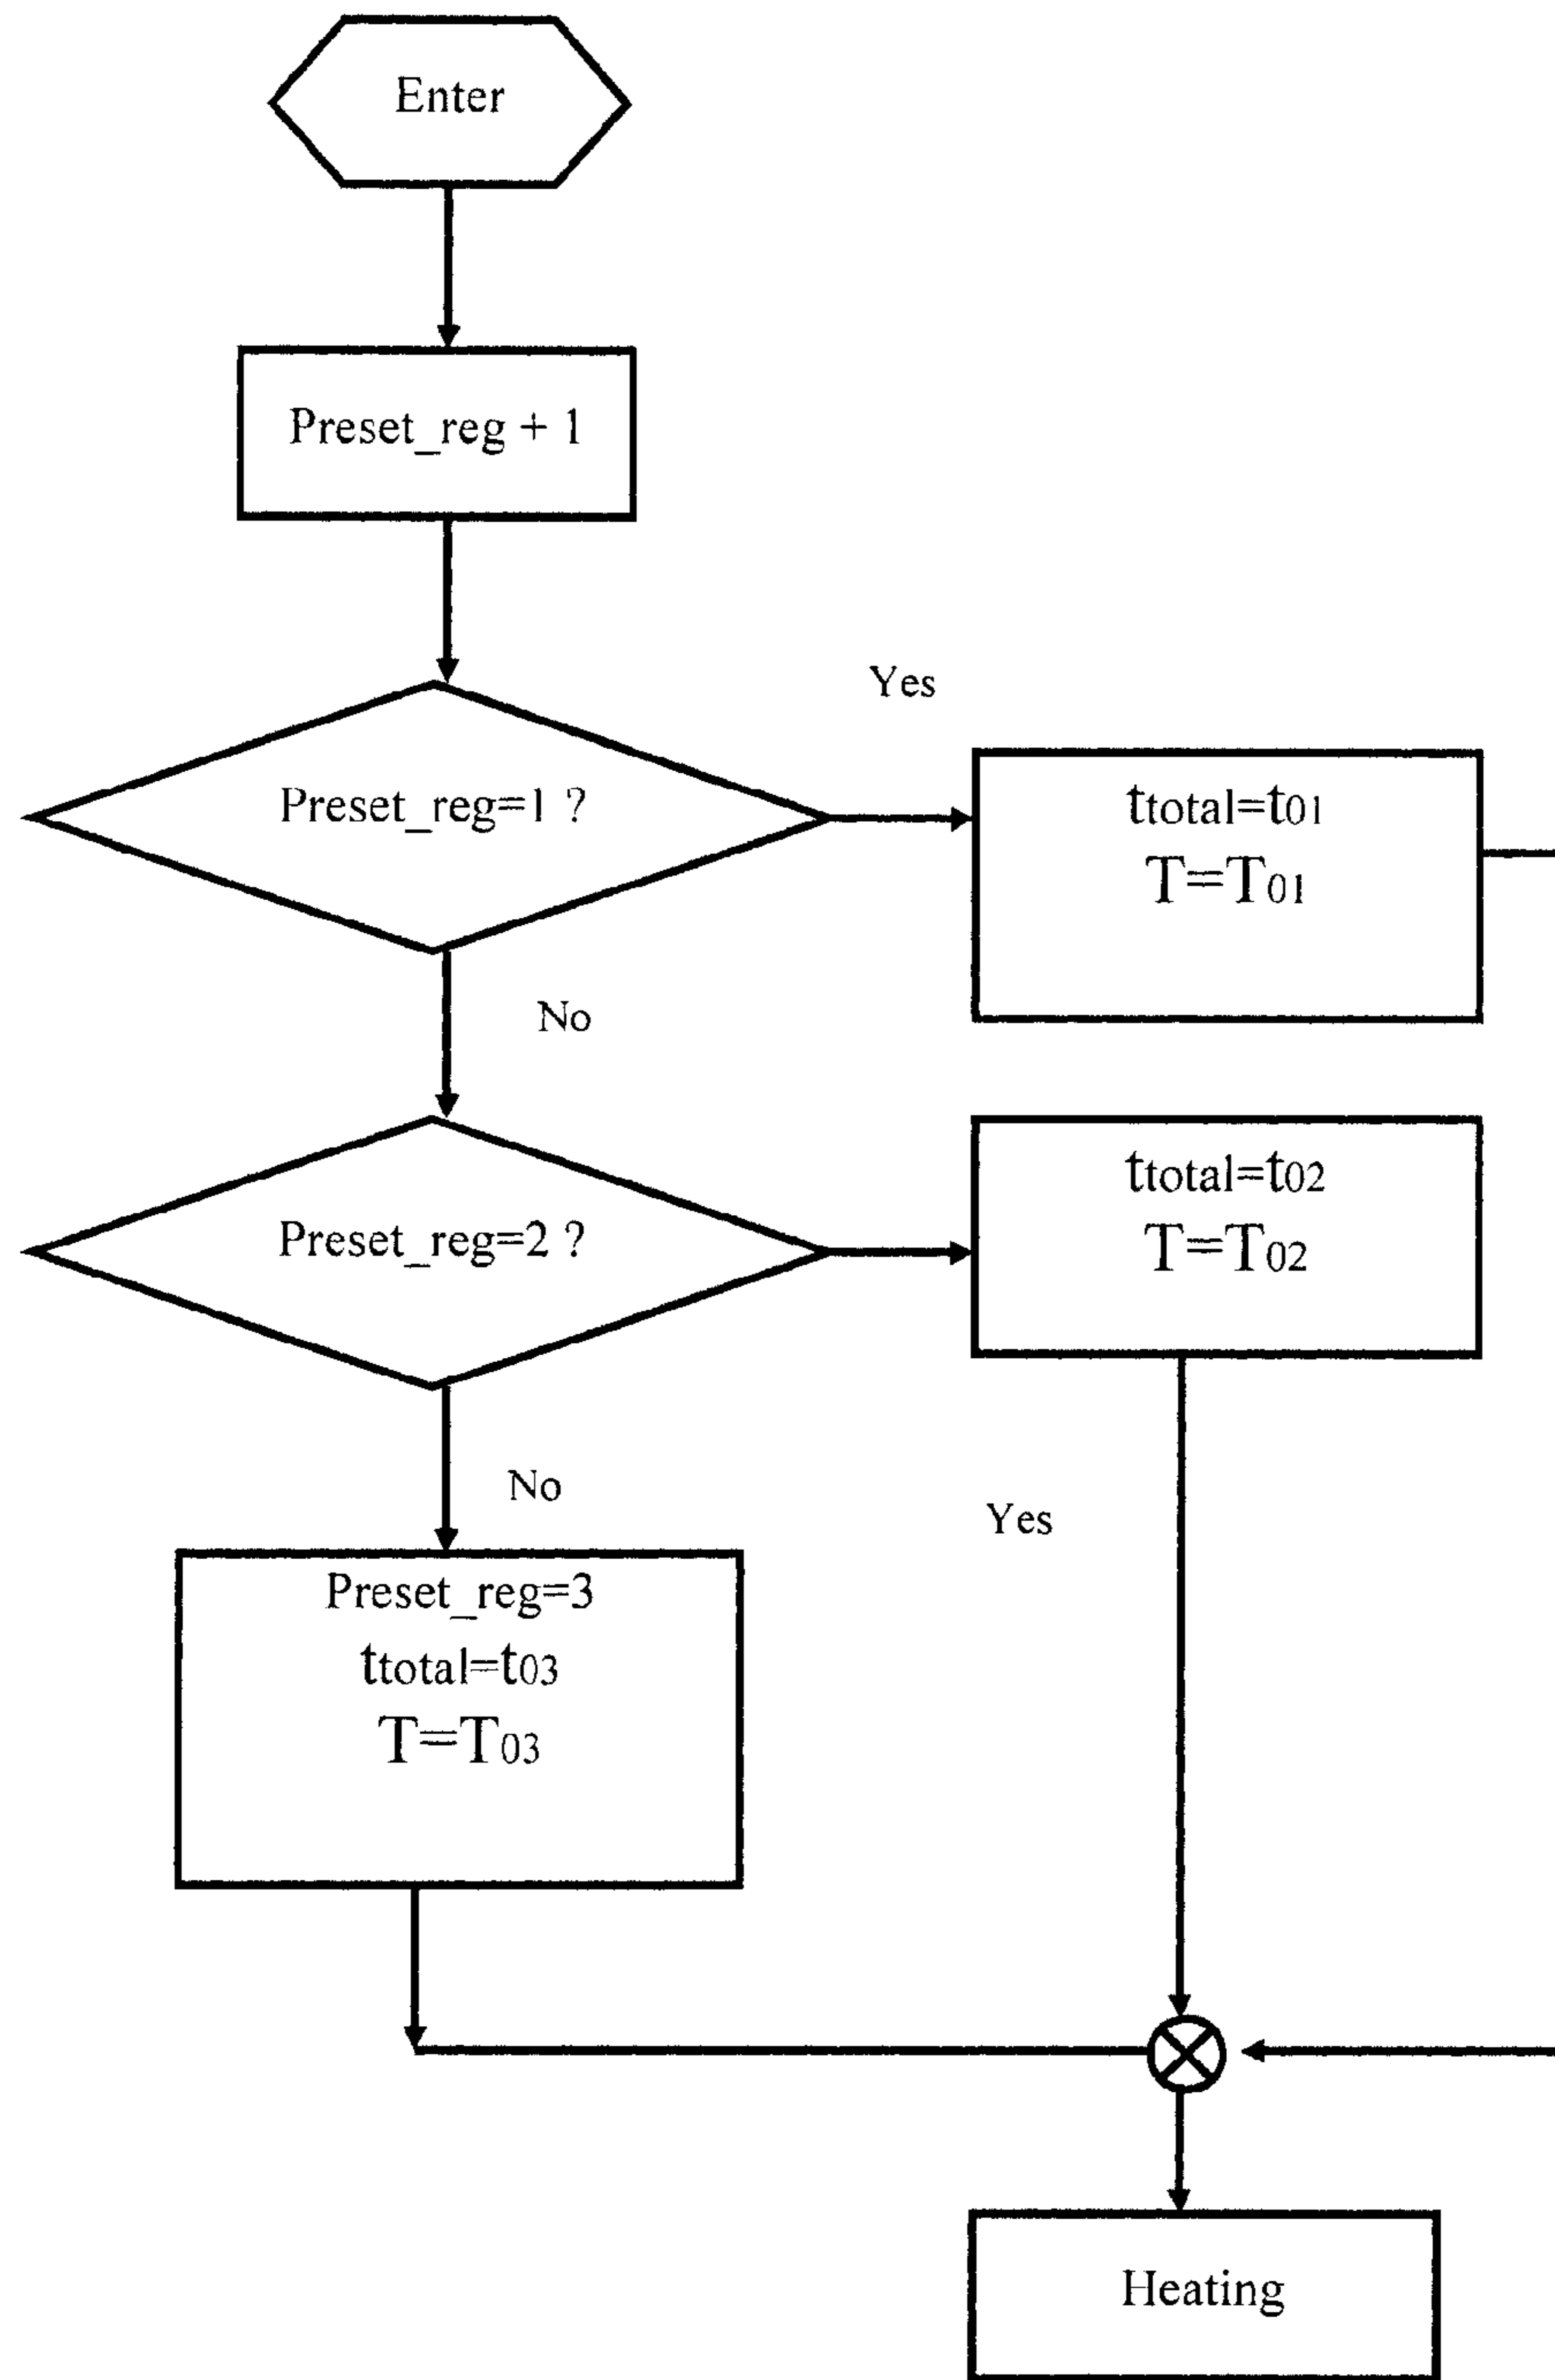 Enter
Preset_reg + 1
Yes
Preset_reg=1 ?
ttotal=t01
T=T01
No
Preset_reg=2 ?
ttotal=t02
T=T02
No
Yes
Preset_reg=3
ttotal=t03
T=T03
Heating